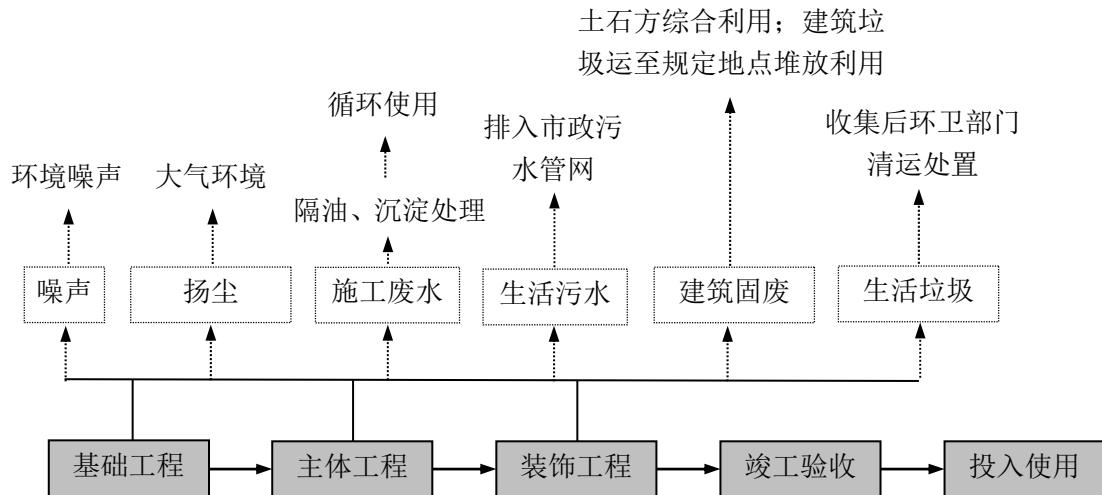 土石方综合利用；建筑垃
圾运至规定地点堆放利用
循环使用
排入市政污
水管网
收集后环卫部门
清运处置
环境噪声
大气环境
隔油、沉淀处理
噪声
扬尘
施工废水
生活污水
建筑固废
生活垃圾
基础工程
主体工程
装饰工程
竣工验收
投入使用